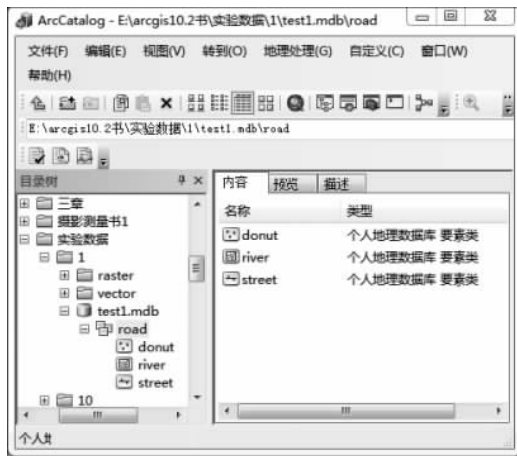 ArcCatalog - E:\arcgis10.2书\实验数据\1\test1.mdb\road
文件(F) 编辑(E) 视图(V) 转到(O) 地理处理(G) 自定义(C) 窗口(W)
帮助(H)
E:\arcgis10.2书\实验数据\1\test1.mdb\road
目录树
三章
摄影测量书1
实验数据
1
raster
vector
test1.mdb
road
donut
river
street
10
内容 预览 描述
名称 类型
donut 个人地理数据库 要素类
river 个人地理数据库 要素类
street 个人地理数据库 要素类